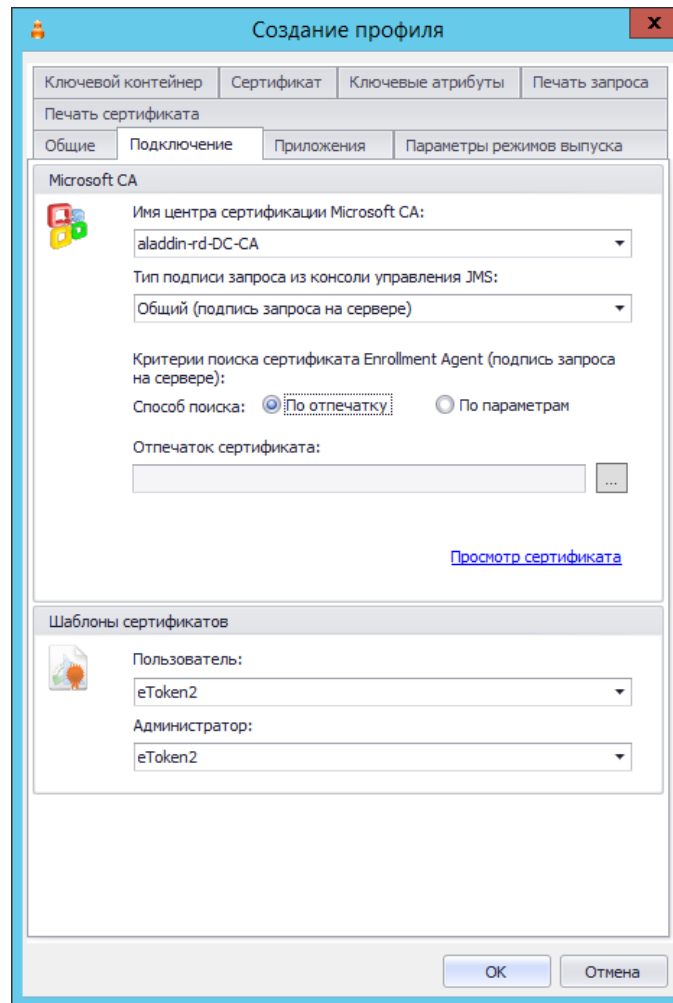 Создание профиля
x
Ключевой контейнер
Сертификат
Ключевые атрибуты
Печать запроса
Печать сертификата
Общие
Подключение
Приложения
Параметры режимов выпуска
Microsoft CA
Имя центра сертификации Microsoft CA:
aladdin-rd-DC-CA
Тип подписи запроса из консоли управления JMS:
Общий (подпись запроса на сервере)
Критерии поиска сертификата Enrollment Agent (подпись запроса
на сервере):
Способ поиска:
По отпечатку
По параметрам
Отпечаток сертификата:
...
Просмотр сертификата
Шаблоны сертификатов
Пользователь:
eToken2
Администратор:
eToken2
ОК
Отмена